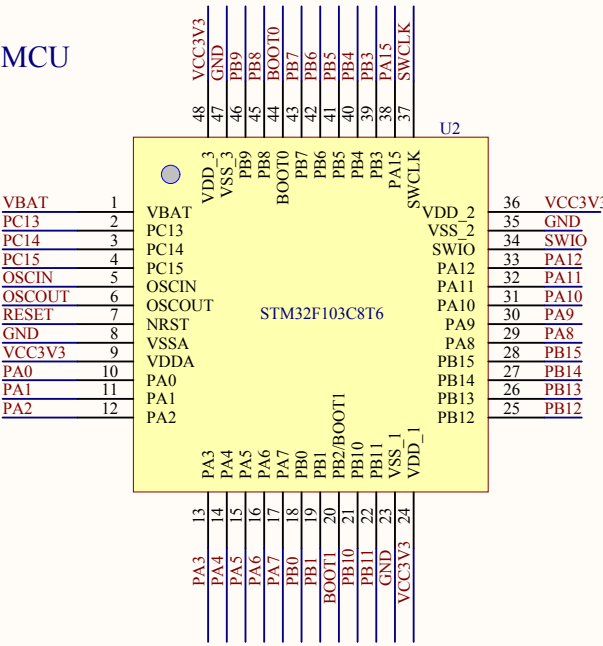 MCU
VCC3V3 GND PB9 PB8 BOOT0 PB7 PB6 PB5 PB4 PB3 PA15 SWCLK
48 47 46 45 44 43 42 41 40 39 38 37
U2
VDD_3 VSS_3 PB9 PB8 BOOT0 PB7 PB6 PB5 PB4 PB3 PA15 SWCLK
VBAT 1 VBAT
PC13 2 PC13
PC14 3 PC14
PC15 4 PC15
OSCIN 5 OSCIN
OSCOUT 6 OSCOUT
RESET 7 NRST
GND 8 VSSA
VCC3V3 9 VDDA
PA0 10 PA0
PA1 11 PA1
PA2 12 PA2
STM32F103C8T6
VDD_2 36 VCC3V3
VSS_2 35 GND
SWIO 34 SWIO
PA12 33 PA12
PA11 32 PA11
PA10 31 PA10
PA9 30 PA9
PA8 29 PA8
PB15 28 PB15
PB14 27 PB14
PB13 26 PB13
PB12 25 PB12
PA3 PA4 PA5 PA6 PA7 PB0 PB1 PB2/BOOT1 PB10 PB11 VSS_1 VDD_1
13 14 15 16 17 18 19 20 21 22 23 24
PA3 PA4 PA5 PA6 PA7 PB0 PB1 BOOT1 PB10 PB11 GND VCC3V3